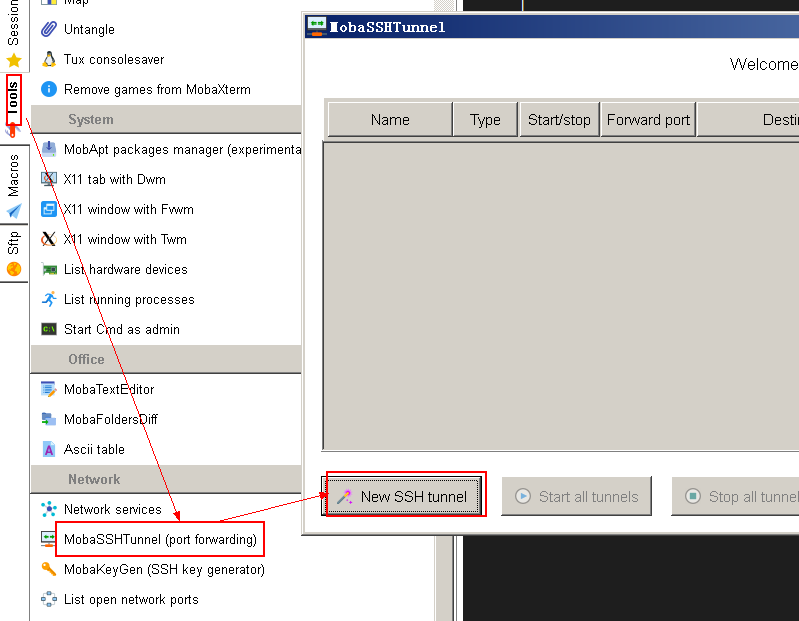 Session
Tools
Macros
Sftp
Map
Untangle
Tux consolesaver
Remove games from MobaXterm
System
MobApt packages manager (experimenta
X11 tab with Dwm
X11 window with Fvwm
X11 window with Twm
List hardware devices
List running processes
Start Cmd as admin
Office
MobaTextEditor
MobaFoldersDiff
Ascii table
Network
Network services
MobaSSHTunnel (port forwarding)
MobaKeyGen (SSH key generator)
List open network ports
MobaSSHTunnel
Welcome
Name Type Start/stop Forward port Destin
New SSH tunnel Start all tunnels Stop all tunnel